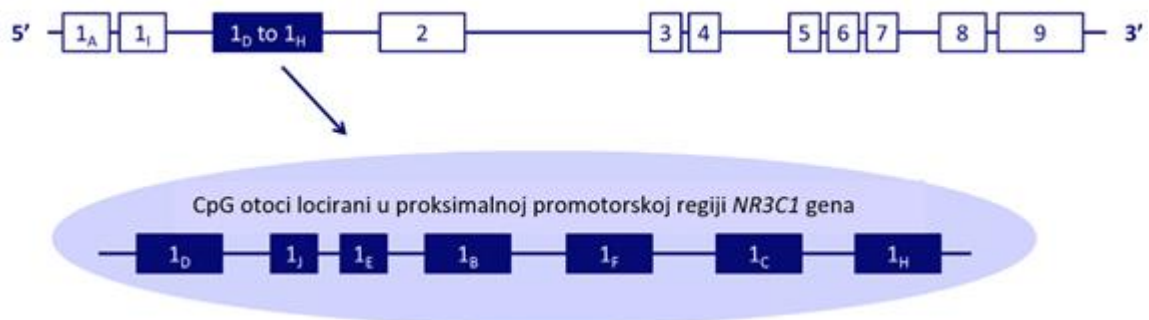 5’ 1A 1I 1D to 1H 2 3 4 5 6 7 8 9 3’
CpG otoci locirani u proksimalnoj promotorskoj regiji NR3C1 gena
1D 1J 1E 1B 1F 1C 1H